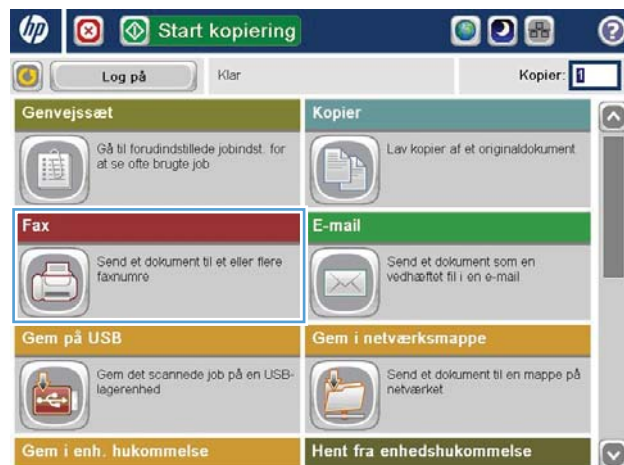 hp
Start kopiering
?
Log på
Klar
Kopier: 1
Genvejssæt
Kopier
Gå til forudindstillede jobindst. for
at se ofte brugte job
Lav kopier af et originaldokument
Fax
E-mail
Send et dokument til et eller flere
faxnumre
Send et dokument som en
vedhæftet fil i en e-mail
Gem på USB
Gem i netværksmappe
Gem det scannede job på en USB-
lagerenhed
Send et dokument til en mappe på
netværket
Gem i enh. hukommelse
Hent fra enhedshukommelse